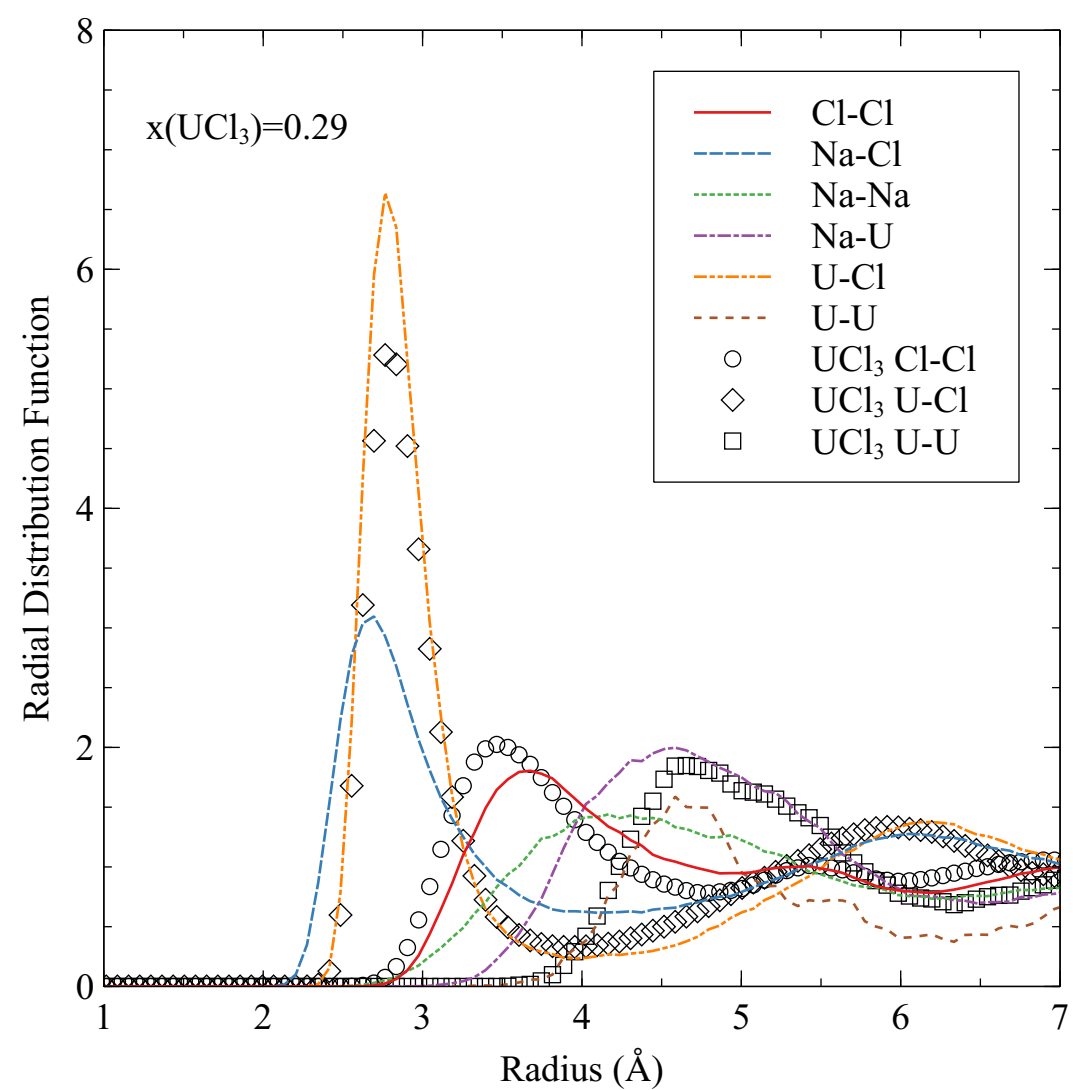 8
6
4
2
0
Radial Distribution Function
x(UCl₃)=0.29
Cl-Cl
Na-Cl
Na-Na
Na-U
U-Cl
U-U
UCl₃ Cl-Cl
UCl₃ U-Cl
UCl₃ U-U
1 2 3 4 5 6 7
Radius (Å)